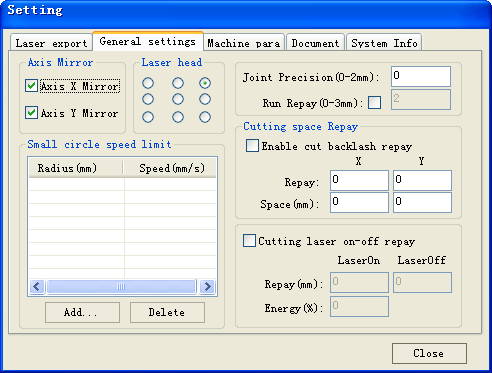 Setting
Laser export General settings Machine para Document System Info
Axis Mirror
Axis X Mirror
Axis Y Mirror
Laser head
Small circle speed limit
Radius(mm) Speed(mm/s)
Add... Delete
Joint Precision(0-2mm): 0
Run Repay(0-3mm): 2
Cutting space Repay
Enable cut backlash repay
X Y
Repay: 0 0
Space(mm): 0 0
Cutting laser on-off repay
LaserOn LaserOff
Repay(mm): 0 0
Energy(%): 0
Close